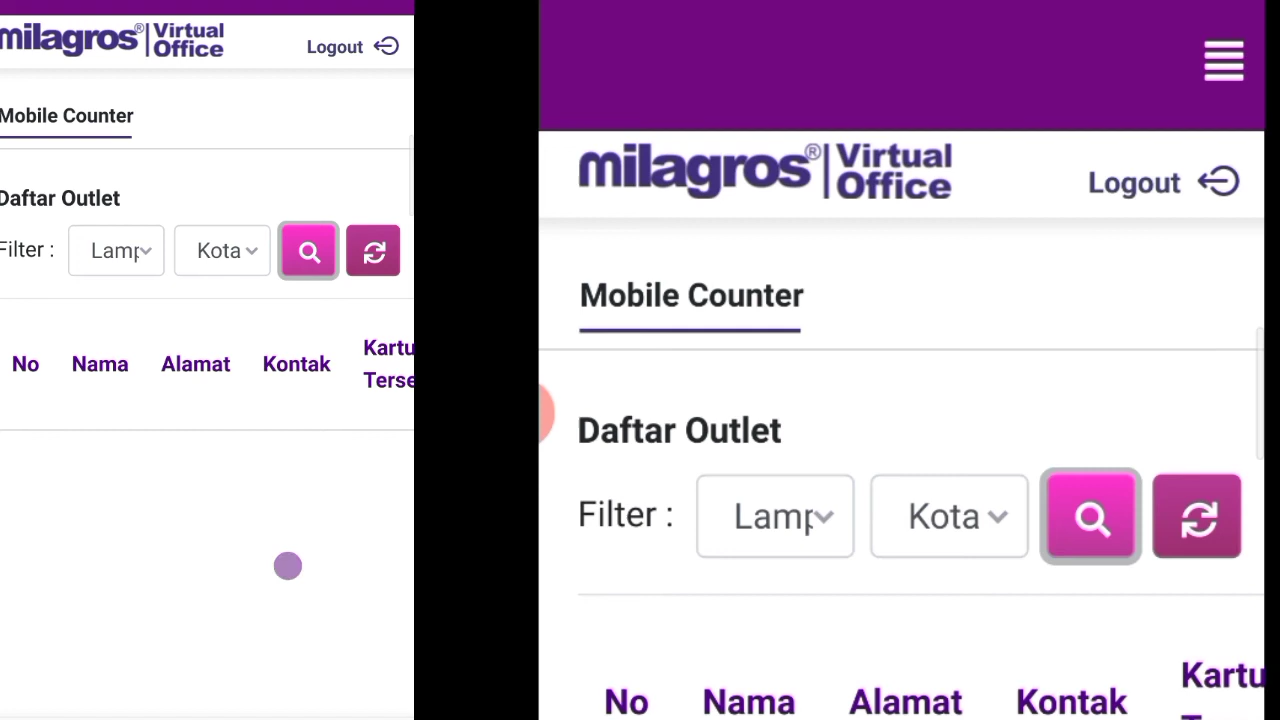 milagros® Virtual Office
Logout
Mobile Counter
Daftar Outlet
Filter :
Kota
No Nama Alamat Kontak Kartu
milagros® Virtual Office
Logout
Mobile Counter
Daftar Outlet
Filter :
Kota
No Nama Alamat Kontak Kartu